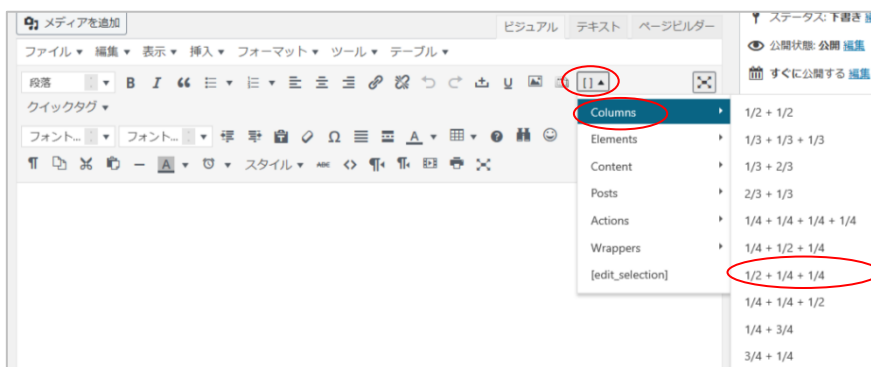 メディアを追加
ビジュアル テキスト ページビルダー
ステータス: 下書き
公開状態: 公開 編集
すぐに公開する 編集
ファイル 編集 表示 挿入 フォーマット ツール テーブル
段落 B I U [ ]
クイックタグ
フォント... フォント... Ω A
¶ A スタイル ABC
Columns
Elements
Content
Posts
Actions
Wrappers
[edit_selection]
1/2 + 1/2
1/3 + 1/3 + 1/3
1/3 + 2/3
2/3 + 1/3
1/4 + 1/4 + 1/4 + 1/4
1/4 + 1/2 + 1/4
1/2 + 1/4 + 1/4
1/4 + 1/4 + 1/2
1/4 + 3/4
3/4 + 1/4